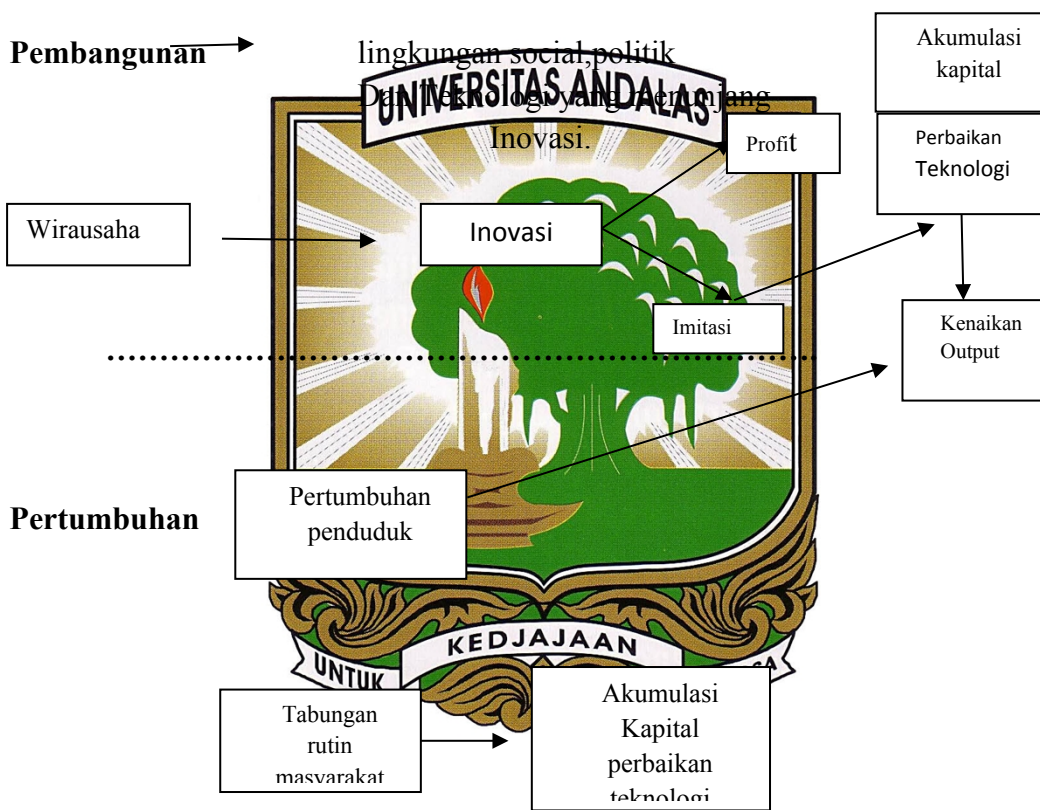 Pembangunan
lingkungan social,politik
Dan Teknologi yang menunjang
Inovasi.
UNIVERSITAS ANDALAS
Akumulasi
kapital
Profit
Perbaikan
Teknologi
Wirausaha
Inovasi
Imitasi
Kenaikan
Output
Pertumbuhan
Pertumbuhan
penduduk
KEDJAJAAN
UNTUK
SA
Tabungan
rutin
masyarakat
Akumulasi
Kapital
perbaikan
teknologi